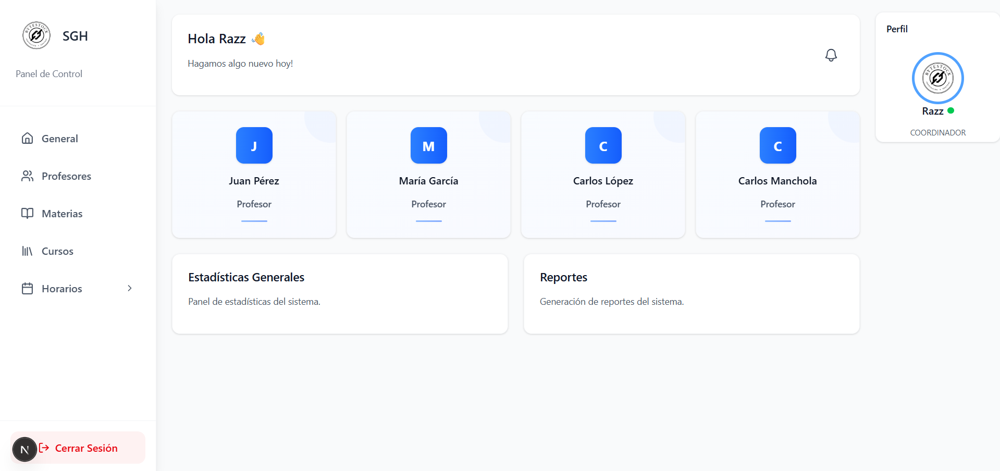 BYTESTOCK
SGH
Panel de Control
General
Profesores
Materias
Cursos
Horarios
N
Cerrar Sesión
Hola Razz 👋
Hagamos algo nuevo hoy!
J
Juan Pérez
Profesor
M
María García
Profesor
C
Carlos López
Profesor
C
Carlos Manchola
Profesor
Estadísticas Generales
Panel de estadísticas del sistema.
Reportes
Generación de reportes del sistema.
Perfil
BYTESTOCK
Razz
COORDINADOR